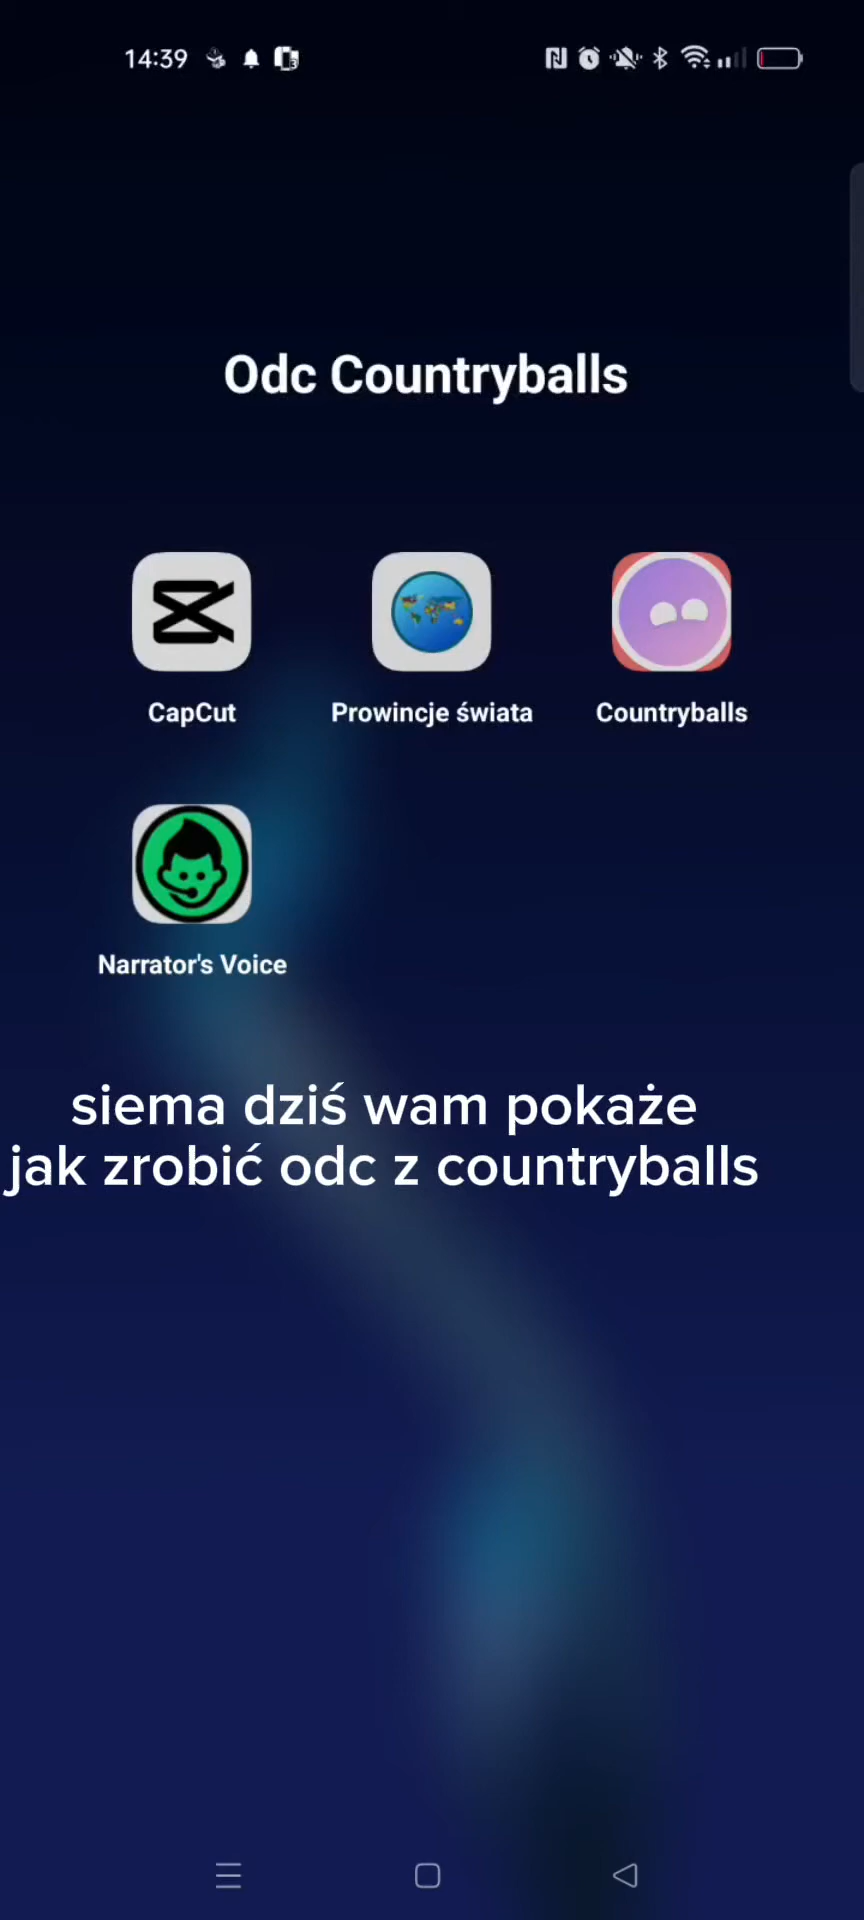 14:39
Odc Countryballs
CapCut
Prowincje świata
Countryballs
Narrator's Voice
siema dziś wam pokaże
jak zrobić odc z countryballs